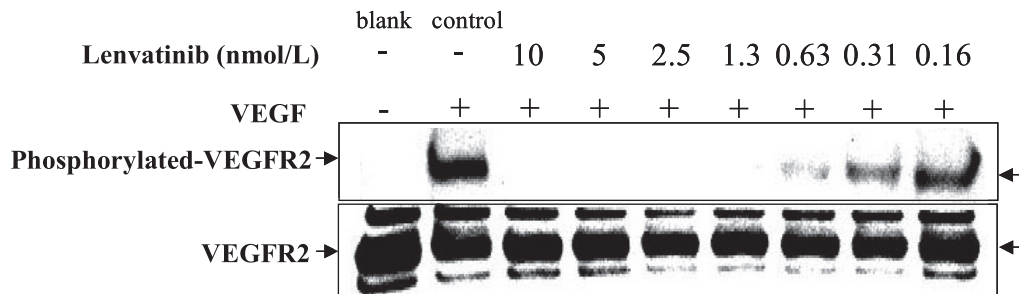 blank control
Lenvatinib (nmol/L) - - 10 5 2.5 1.3 0.63 0.31 0.16
VEGF - + + + + + + + +
Phosphorylated-VEGFR2
VEGFR2